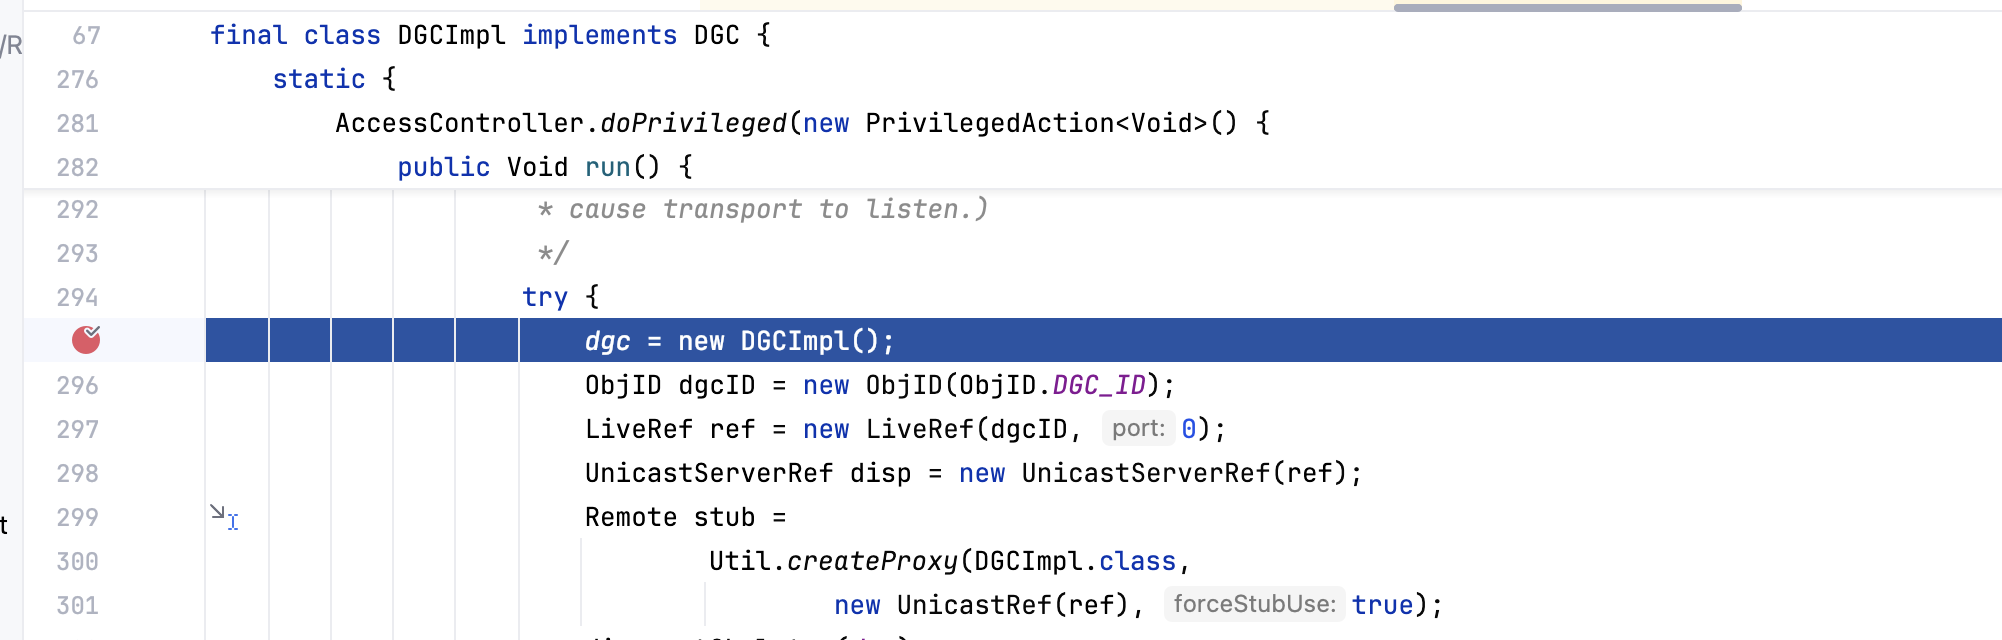 /R
67 final class DGCImpl implements DGC {
276 static {
281 AccessController.doPrivileged(new PrivilegedAction<Void>() {
282 public Void run() {
292 * cause transport to listen.)
293 */
294 try {
dgc = new DGCImpl();
296 ObjID dgcID = new ObjID(ObjID.DGC_ID);
297 LiveRef ref = new LiveRef(dgcID, port: 0);
298 UnicastServerRef disp = new UnicastServerRef(ref);
t
299 Remote stub =
300 Util.createProxy(DGCImpl.class,
301 new UnicastRef(ref), forceStubUse: true);